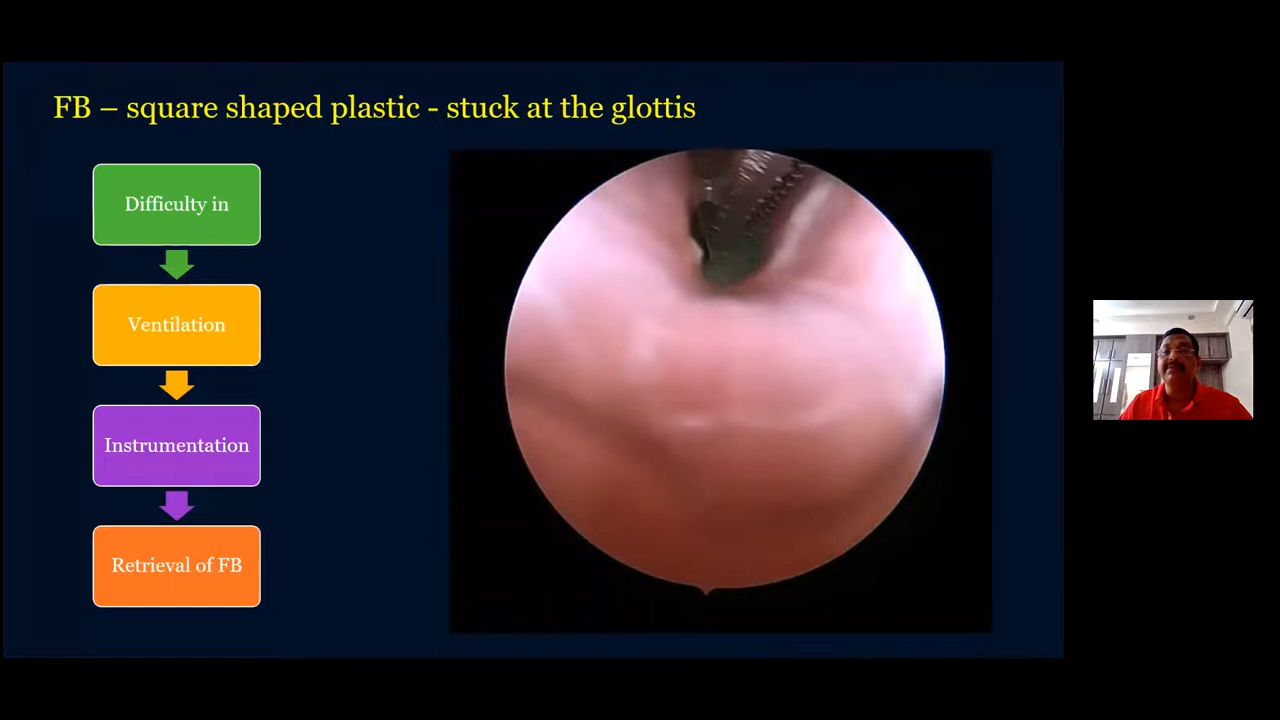 FB – square shaped plastic - stuck at the glottis
Difficulty in
Ventilation
Instrumentation
Retrieval of FB